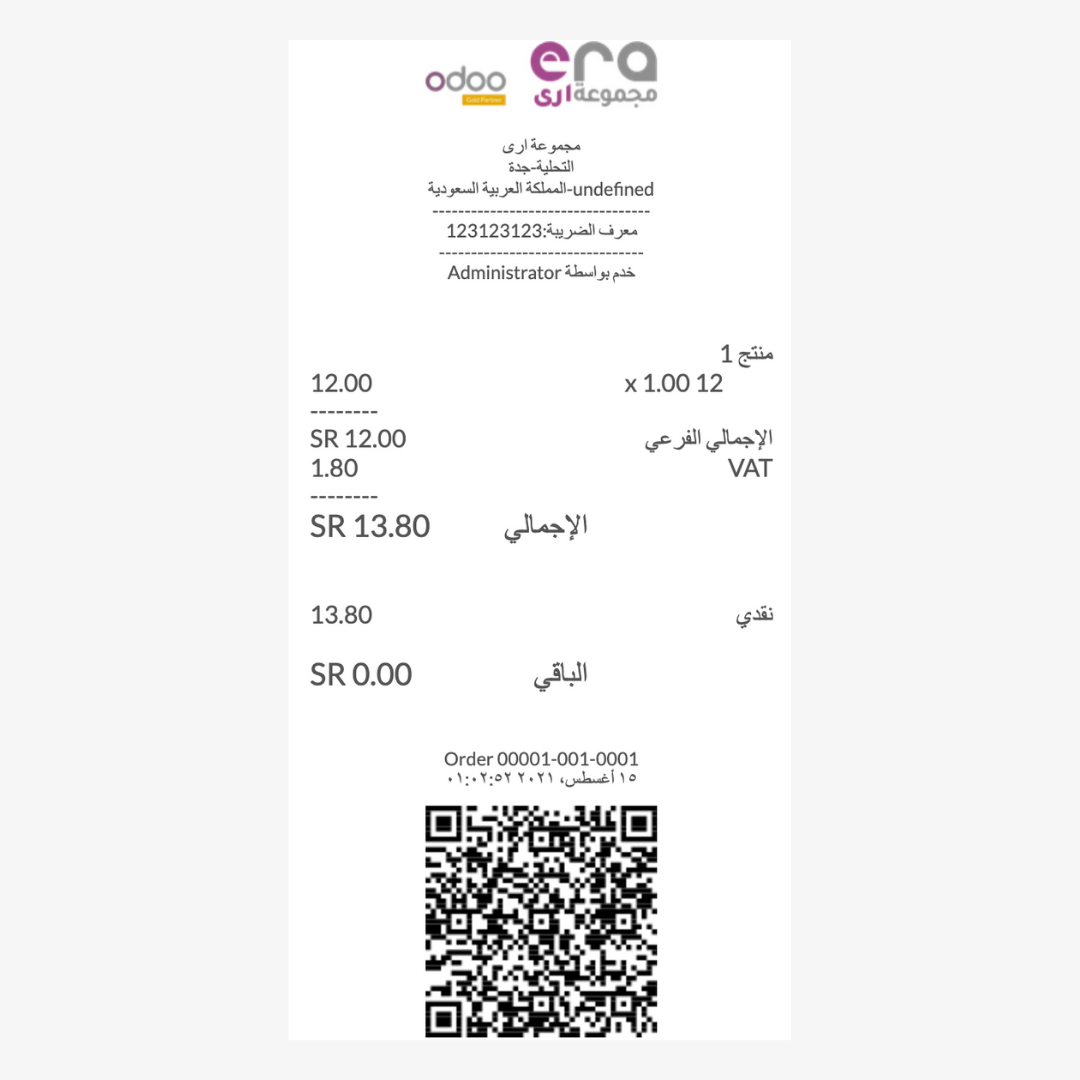 odoo
Gold Partner
era
مجموعة ارى
مجموعة ارى
التحلية-جدة
undefined-المملكة العربية السعودية
----------------------------------
معرف الضريبة:123123123
--------------------------------
خدم بواسطة Administrator
منتج 1
12 x 1.00 12.00
--------
الإجمالي الفرعي SR 12.00
VAT 1.80
--------
الإجمالي SR 13.80
نقدي 13.80
الباقي SR 0.00
Order 00001-001-0001
١٥ أغسطس، ٢٠٢١ ٠١:٠٢:٥٢